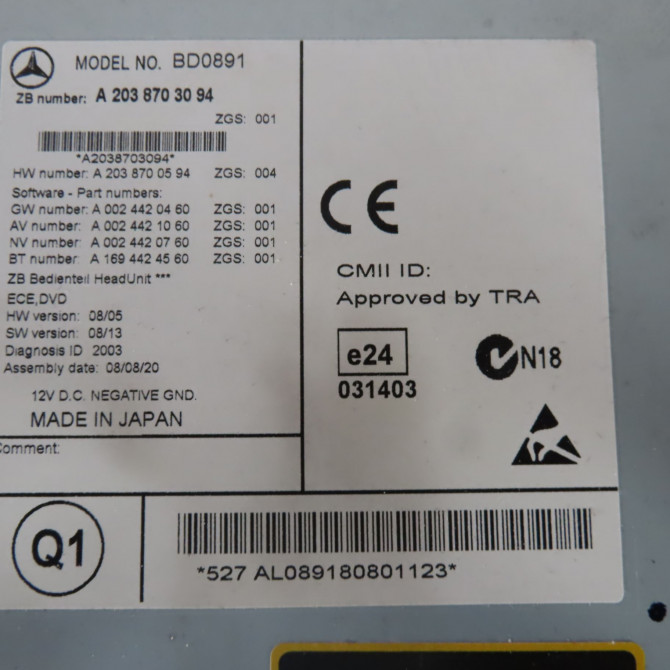 MODEL NO. BD0891
ZB number: A 203 870 30 94
ZGS: 001
*A2038703094*
HW number: A 203 870 05 94 ZGS: 004
Software - Part numbers:
GW number: A 002 442 04 60 ZGS: 001
AV number: A 002 442 10 60 ZGS: 001
NV number: A 002 442 07 60 ZGS: 001
BT number: A 169 442 45 60 ZGS: 001
ZB Bedienteil HeadUnit ***
ECE,DVD
HW version: 08/05
SW version: 08/13
Diagnosis ID 2003
Assembly date: 08/08/20
12V D.C. NEGATIVE GND.
MADE IN JAPAN
Comment:
CE
CMII ID:
Approved by TRA
e24
031403
N18
Q1
*527 AL089180801123*